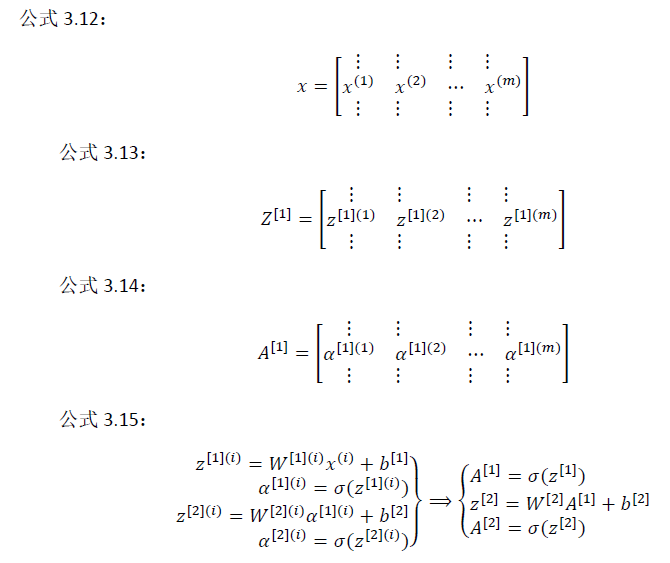 公式 3.12：
x = [⋮ ⋮ ⋮ ⋮
x^(1) x^(2) ⋯ x^(m)
⋮ ⋮ ⋮ ⋮]
公式 3.13：
Z^[1] = [⋮ ⋮ ⋮ ⋮
z^[1](1) z^[1](2) ⋯ z^[1](m)
⋮ ⋮ ⋮ ⋮]
公式 3.14：
A^[1] = [⋮ ⋮ ⋮ ⋮
α^[1](1) α^[1](2) ⋯ α^[1](m)
⋮ ⋮ ⋮ ⋮]
公式 3.15：
z^[1](i) = W^[1](i)x^(i) + b^[1]
α^[1](i) = σ(z^[1](i))
z^[2](i) = W^[2](i)α^[1](i) + b^[2]
α^[2](i) = σ(z^[2](i))
} ⟹ {
A^[1] = σ(z^[1])
z^[2] = W^[2]A^[1] + b^[2]
A^[2] = σ(z^[2])